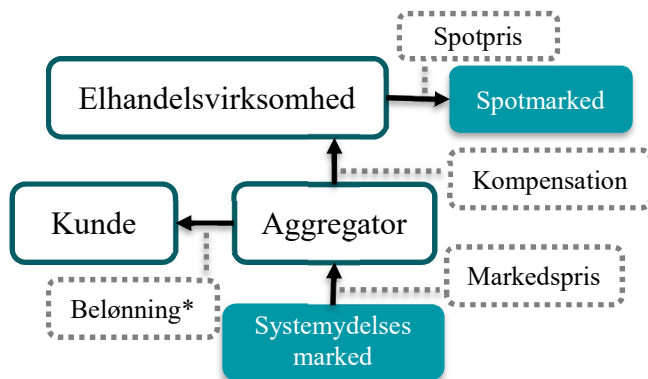 Spotpris
Elhandelsvirksomhed
Spotmarked
Kompensation
Kunde
Aggregator
Markedspris
Belønning*
Systemydelses
marked